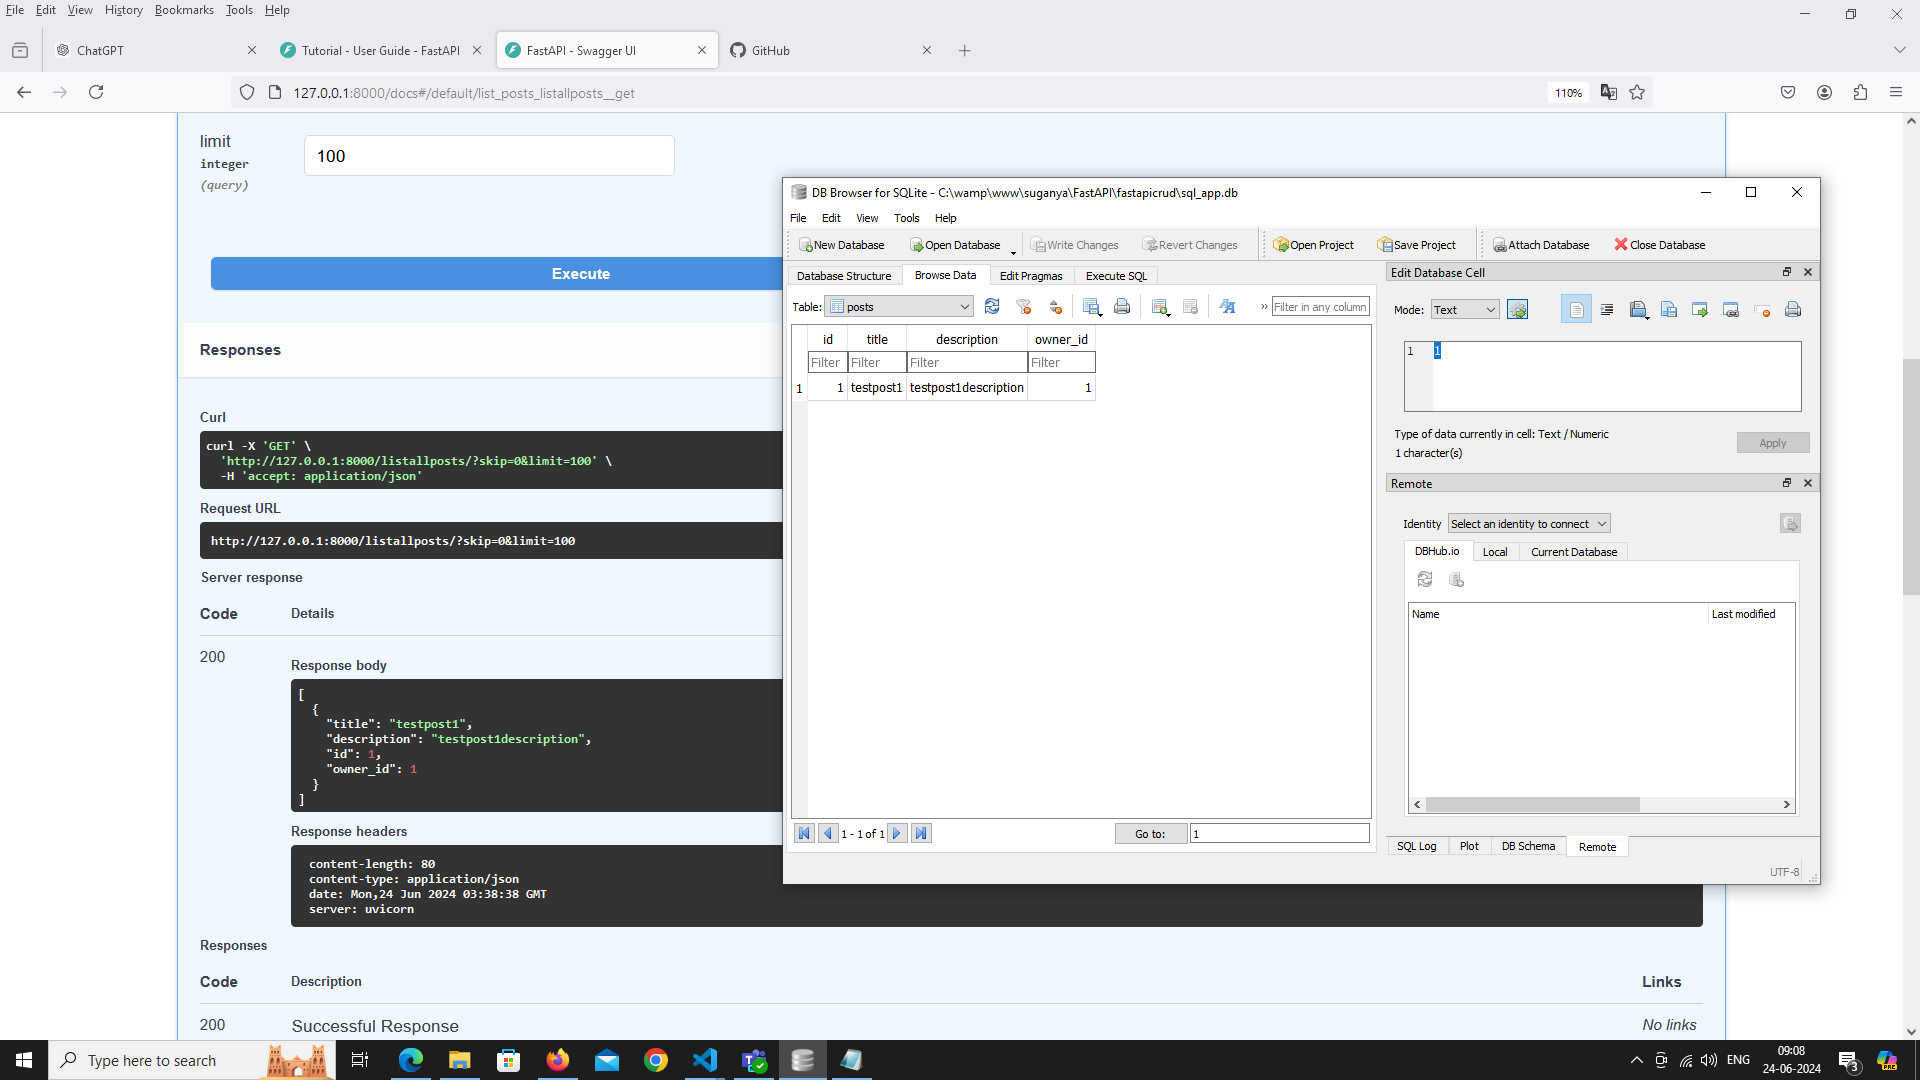 File Edit View History Bookmarks Tools Help
ChatGPT
Tutorial - User Guide - FastAPI
FastAPI - Swagger UI
GitHub
127.0.0.1:8000/docs#/default/list_posts_listallposts__get
110%
limit
integer
(query)
100
Execute
Responses
Curl
curl -X 'GET' \
'http://127.0.0.1:8000/listallposts/?skip=0&limit=100' \
-H 'accept: application/json'
Request URL
http://127.0.0.1:8000/listallposts/?skip=0&limit=100
Server response
Code Details
200
Response body
[
{
"title": "testpost1",
"description": "testpost1description",
"id": 1,
"owner_id": 1
}
]
Response headers
content-length: 80
content-type: application/json
date: Mon,24 Jun 2024 03:38:38 GMT
server: uvicorn
Responses
Code Description Links
200 Successful Response No links
DB Browser for SQLite - C:\wamp\www\suganya\FastAPI\fastapicrud\sql_app.db
File Edit View Tools Help
New Database Open Database Write Changes Revert Changes Open Project Save Project Attach Database Close Database
Database Structure Browse Data Edit Pragmas Execute SQL
Table: posts » Filter in any column
id title description owner_id
Filter Filter Filter Filter
1 1 testpost1 testpost1description 1
1 - 1 of 1 Go to: 1
Edit Database Cell
Mode: Text
1 1
Type of data currently in cell: Text / Numeric
1 character(s)
Apply
Remote
Identity Select an identity to connect
DBHub.io Local Current Database
Name Last modified
SQL Log Plot DB Schema Remote
UTF-8
Type here to search
ENG
09:08
24-06-2024
3
PRE